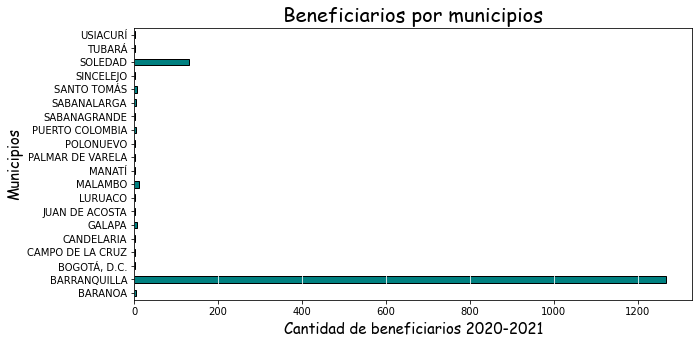 Beneficiarios por municipios
USIACURÍ
TUBARÁ
SOLEDAD
SINCELEJO
SANTO TOMÁS
SABANALARGA
SABANAGRANDE
PUERTO COLOMBIA
POLONUEVO
PALMAR DE VARELA
MANATÍ
MALAMBO
LURUACO
JUAN DE ACOSTA
GALAPA
CANDELARIA
CAMPO DE LA CRUZ
BOGOTÁ, D.C.
BARRANQUILLA
BARANOA
Municipios
0 200 400 600 800 1000 1200
Cantidad de beneficiarios 2020-2021